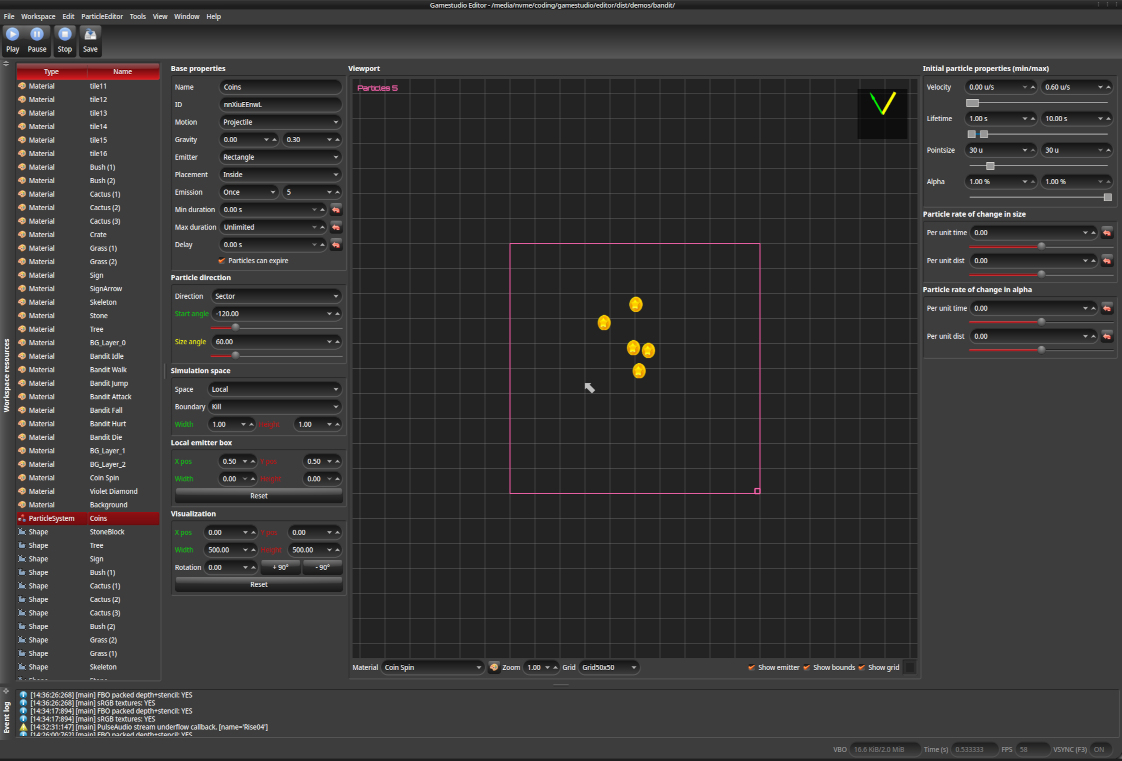 Gamestudio Editor - /media/nvme/coding/gamestudio/editor/dist/demos/bandit/
File Workspace Edit ParticleEditor Tools View Window Help
Play Pause Stop Save
Workspace resources
Type Name
Material tile11
Material tile12
Material tile13
Material tile14
Material tile15
Material tile16
Material Bush (1)
Material Bush (2)
Material Cactus (1)
Material Cactus (2)
Material Cactus (3)
Material Crate
Material Grass (1)
Material Grass (2)
Material Sign
Material SignArrow
Material Skeleton
Material Stone
Material Tree
Material BG_Layer_0
Material Bandit Idle
Material Bandit Walk
Material Bandit Jump
Material Bandit Attack
Material Bandit Fall
Material Bandit Hurt
Material Bandit Die
Material BG_Layer_1
Material BG_Layer_2
Material Coin Spin
Material Violet Diamond
Material Background
ParticleSystem Coins
Shape StoneBlock
Shape Tree
Shape Sign
Shape Bush (1)
Shape Cactus (1)
Shape Cactus (2)
Shape Cactus (3)
Shape Bush (2)
Shape Grass (2)
Shape Grass (1)
Shape Skeleton
Shape Stone
Base properties
Name Coins
ID nnXiuEEnwL
Motion Projectile
Gravity 0.00 0.30
Emitter Rectangle
Placement Inside
Emission Once 5
Min duration 0.00 s
Max duration Unlimited
Delay 0.00 s
Particles can expire
Particle direction
Direction Sector
Start angle -120.00
Size angle 60.00
Simulation space
Space Local
Boundary Kill
Width 1.00 Height 1.00
Local emitter box
X pos 0.50 Y pos 0.50
Width 0.00 Height 0.00
Reset
Visualization
X pos 0.00 Y pos 0.00
Width 500.00 Height 500.00
Rotation 0.00 + 90° - 90°
Reset
Viewport
Particles 5
Material Coin Spin Zoom 1.00 Grid Grid50x50 Show emitter Show bounds Show grid
Initial particle properties (min/max)
Velocity 0.00 u/s 0.60 u/s
Lifetime 1.00 s 10.00 s
Pointsize 30 u 30 u
Alpha 1.00 % 1.00 %
Particle rate of change in size
Per unit time 0.00
Per unit dist 0.00
Particle rate of change in alpha
Per unit time 0.00
Per unit dist 0.00
Event log
[14:36:26:268] [main] FBO packed depth+stencil: YES
[14:36:26:268] [main] sRGB textures: YES
[14:34:17:894] [main] FBO packed depth+stencil: YES
[14:34:17:894] [main] sRGB textures: YES
[14:32:31:147] [main] PulseAudio stream underflow callback. [name='Rise04']
[14:26:00:762] [main] FBO packed depth+stencil: YES
VBO 16.6 KiB/2.0 MiB Time (s) 0.533333 FPS 58 VSYNC (F3) ON